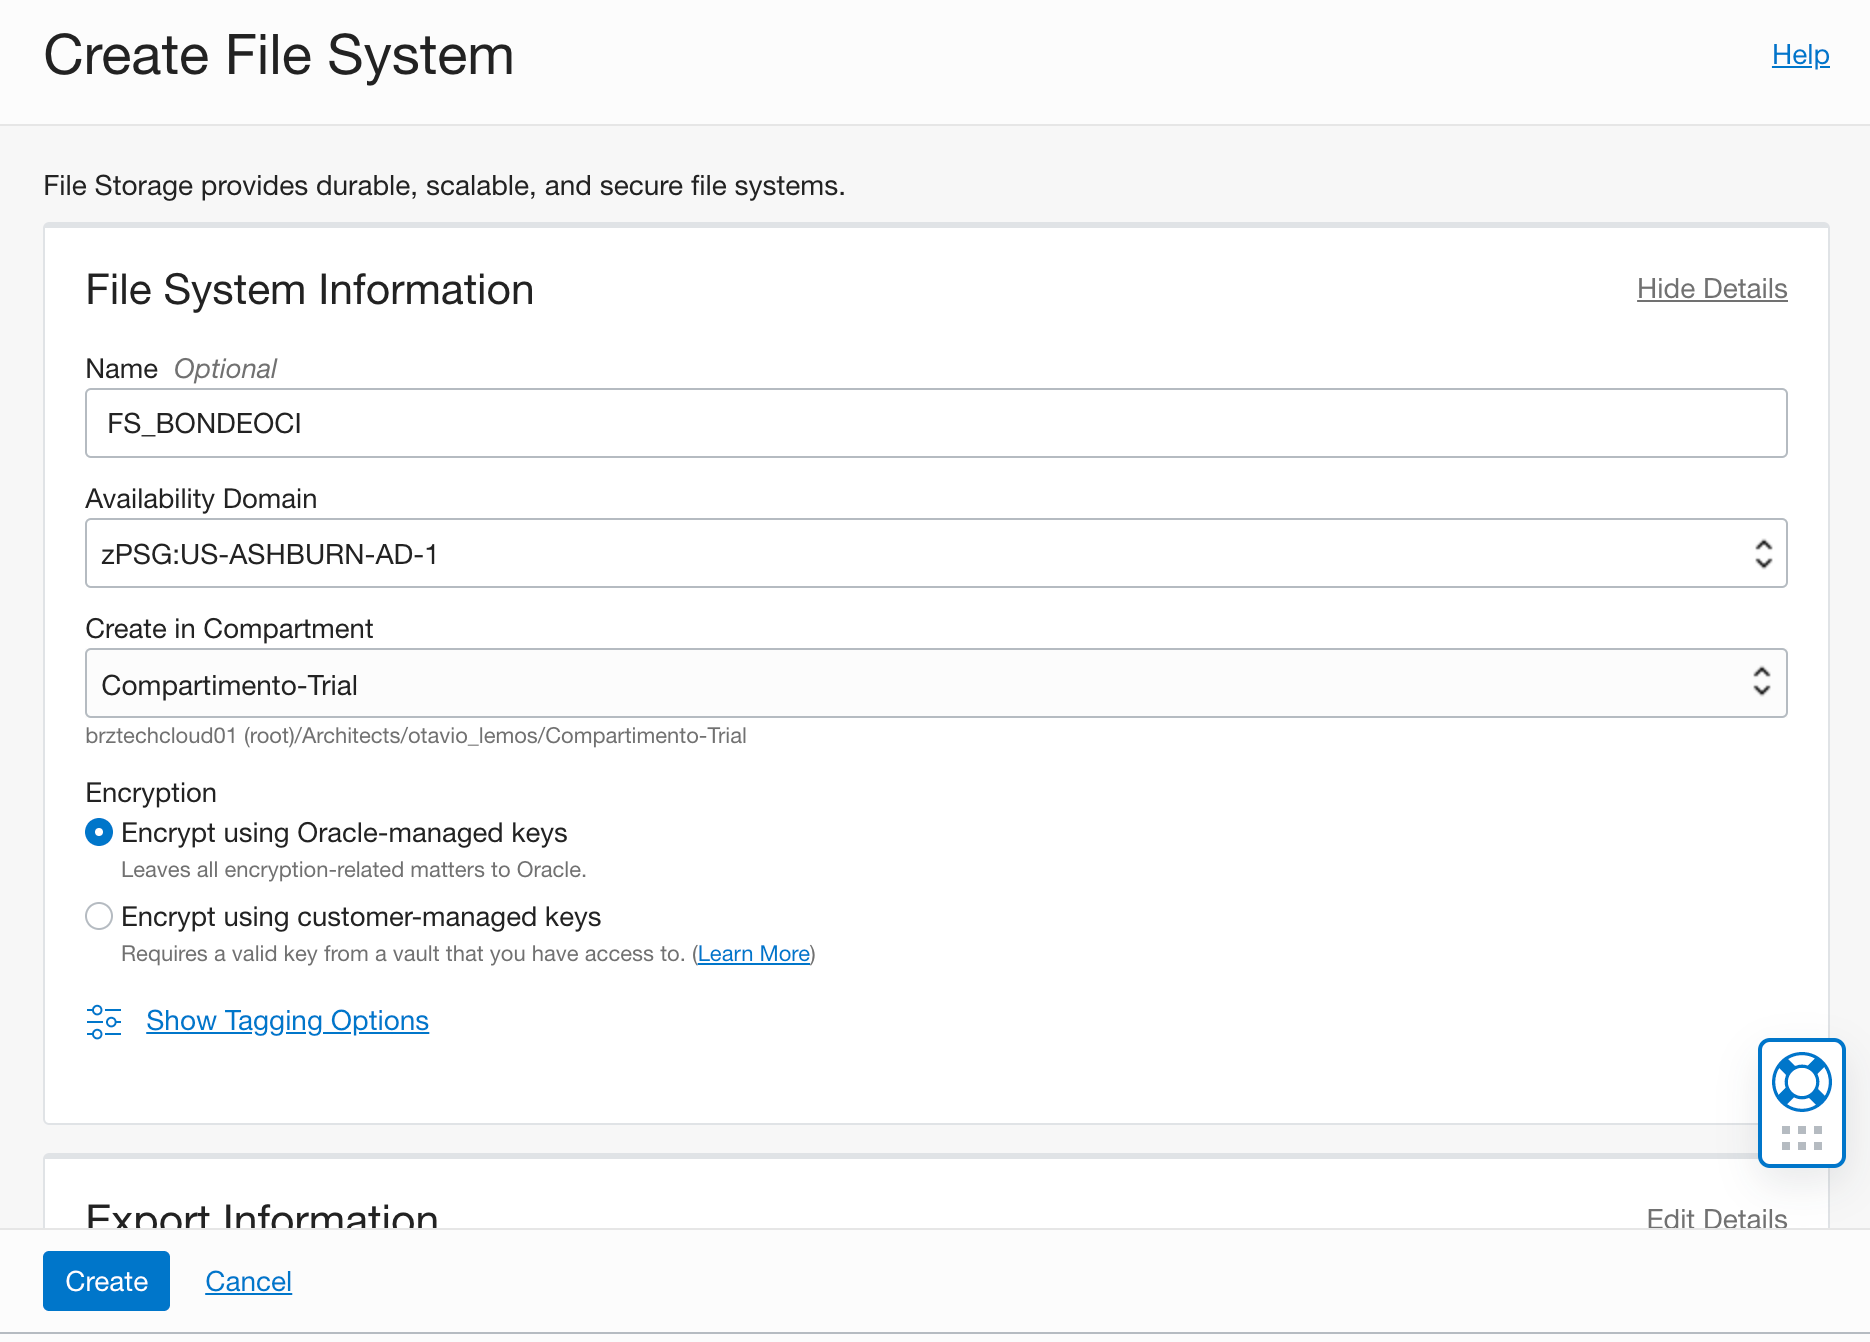 Create File System
Help
File Storage provides durable, scalable, and secure file systems.
File System Information
Hide Details
Name Optional
FS_BONDEOCI
Availability Domain
zPSG:US-ASHBURN-AD-1
Create in Compartment
Compartimento-Trial
brztechcloud01 (root)/Architects/otavio_lemos/Compartimento-Trial
Encryption
Encrypt using Oracle-managed keys
Leaves all encryption-related matters to Oracle.
Encrypt using customer-managed keys
Requires a valid key from a vault that you have access to. (Learn More)
Show Tagging Options
Export Information
Edit Details
Create
Cancel